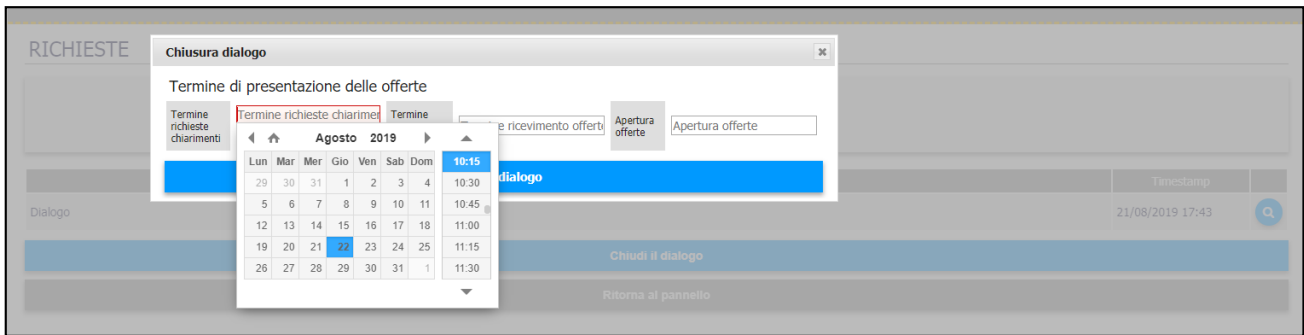 RICHIESTE
Chiusura dialogo
Termine di presentazione delle offerte
Termine
richieste
chiarimenti
Termine richieste chiarimen
Termine
e ricevimento offerte
Apertura
offerte
Apertura offerte
Agosto 2019
Lun Mar Mer Gio Ven Sab Dom
29 30 31 1 2 3 4
5 6 7 8 9 10 11
12 13 14 15 16 17 18
19 20 21 22 23 24 25
26 27 28 29 30 31 1
10:15
10:30
10:45
11:00
11:15
11:30
dialogo
Timestamp
Dialogo
21/08/2019 17:43
Chiudi il dialogo
Ritorna al pannello